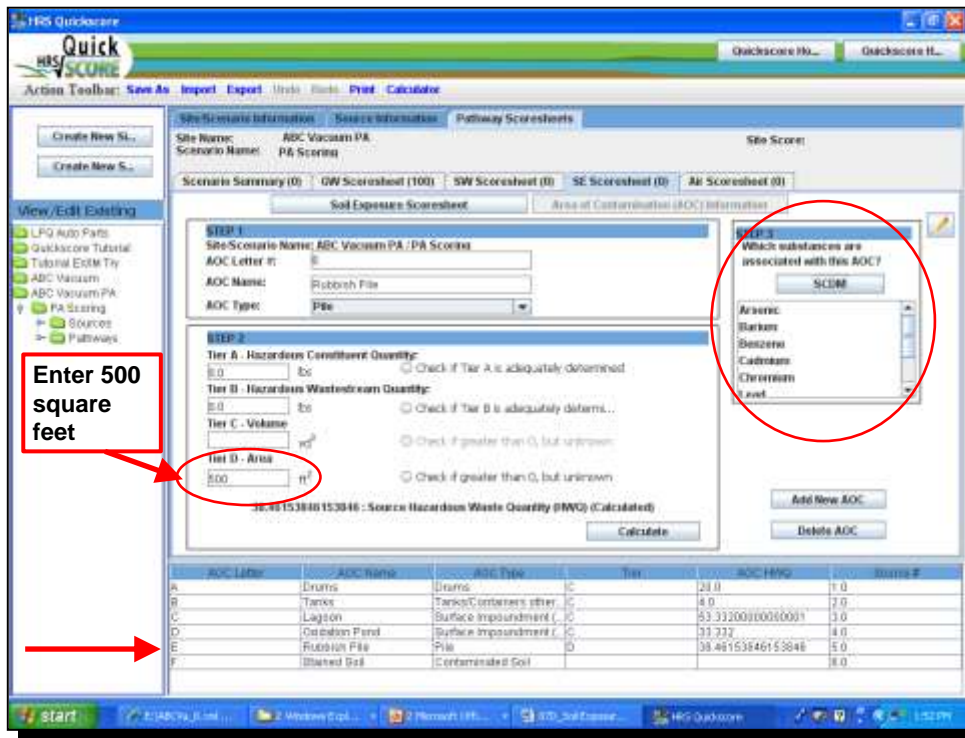 HRS Quickscore
Quick
HRS/SCORE
Quickscore Ho... Quickscore H...
Action Toolbar: Save As Import Export Undo Redo Print Calculator
Create New Si...
Create New S...
View/Edit Existing
LPQ Auto Parts
Quickscore Tutorial
ABC Vacuum
ABC Vacuum PA
PA Scoring
Sources
Pathways
Enter 500
square
feet
Site/Scenario Information Source Information Pathway Scoresheets
Site Name: ABC Vacuum PA Site Score:
Scenario Name: PA Scoring
Scenario Summary (0) GW Scoresheet (100) SW Scoresheet (0) SE Scoresheet (0) Air Scoresheet (0)
Soil Exposure Scoresheet Area of Contamination (AOC) Information
STEP 1
Site/Scenario Name: ABC Vacuum PA / PA Scoring
AOC Letter #:
AOC Name: Rubbish Pile
AOC Type: Pile
STEP 2
Tier A - Hazardous Constituent Quantity:
0.0 lbs Check if Tier A is adequately determined
Tier B - Hazardous Wastestream Quantity:
0.0 lbs Check if Tier B is adequately determi...
Tier C - Volume
yd3 Check if greater than 0, but unknown
Tier D - Area
500 ft2 Check if greater than 0, but unknown
38.46153846153846 : Source Hazardous Waste Quantity (HWQ) (Calculated)
Calculate
STEP 3
Which substances are
associated with this AOC?
SCDM
Arsenic
Barium
Benzene
Cadmium
Chromium
Lead
Add New AOC
Delete AOC
AOC Letter AOC Name AOC Type Tier AOC HWQ Source #
A Drums Drums C 20.0 1.0
B Tanks Tanks/Containers other... C 4.0 2.0
C Lagoon Surface Impoundment (... C 53.33200000000001 3.0
D Oxidation Pond Surface Impoundment (... C 33.332 4.0
E Rubbish Pile Pile D 38.46153846153846 5.0
F Stained Soil Contaminated Soil 6.0
start 2 Windows Expl... HRS Quickscore 1:52 PM